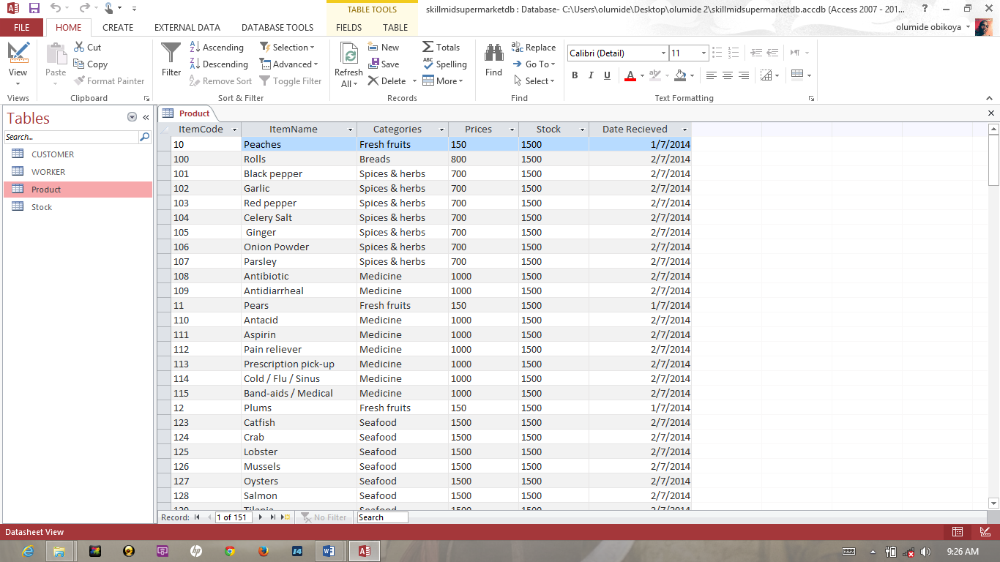 TABLE TOOLS skillmidsupermarketdb : Database- C:\Users\olumide\Desktop\olumide 2\skillmidsupermarketdb.accdb (Access 2007 - 201...
FILE HOME CREATE EXTERNAL DATA DATABASE TOOLS FIELDS TABLE olumide obikoya
View
Views
Paste
Cut
Copy
Format Painter
Clipboard
Filter
Ascending
Descending
Remove Sort
Selection
Advanced
Toggle Filter
Sort & Filter
Refresh
All
New
Save
Delete
Totals
Spelling
More
Records
Find
Replace
Go To
Select
Find
Calibri (Detail) 11
B I U A
Text Formatting
Tables
Search...
CUSTOMER
WORKER
Product
Stock
Product
ItemCode ItemName Categories Prices Stock Date Recieved
10 Peaches Fresh fruits 150 1500 1/7/2014
100 Rolls Breads 800 1500 2/7/2014
101 Black pepper Spices & herbs 700 1500 2/7/2014
102 Garlic Spices & herbs 700 1500 2/7/2014
103 Red pepper Spices & herbs 700 1500 2/7/2014
104 Celery Salt Spices & herbs 700 1500 2/7/2014
105 Ginger Spices & herbs 700 1500 2/7/2014
106 Onion Powder Spices & herbs 700 1500 2/7/2014
107 Parsley Spices & herbs 700 1500 2/7/2014
108 Antibiotic Medicine 1000 1500 2/7/2014
109 Antidiarrheal Medicine 1000 1500 2/7/2014
11 Pears Fresh fruits 150 1500 1/7/2014
110 Antacid Medicine 1000 1500 2/7/2014
111 Aspirin Medicine 1000 1500 2/7/2014
112 Pain reliever Medicine 1000 1500 2/7/2014
113 Prescription pick-up Medicine 1000 1500 2/7/2014
114 Cold / Flu / Sinus Medicine 1000 1500 2/7/2014
115 Band-aids / Medical Medicine 1000 1500 2/7/2014
12 Plums Fresh fruits 150 1500 1/7/2014
123 Catfish Seafood 1500 1500 2/7/2014
124 Crab Seafood 1500 1500 2/7/2014
125 Lobster Seafood 1500 1500 2/7/2014
126 Mussels Seafood 1500 1500 2/7/2014
127 Oysters Seafood 1500 1500 2/7/2014
128 Salmon Seafood 1500 1500 2/7/2014
129 Tilapia Seafood 1500 1500 2/7/2014
Record: 1 of 151 No Filter Search
Datasheet View
9:26 AM